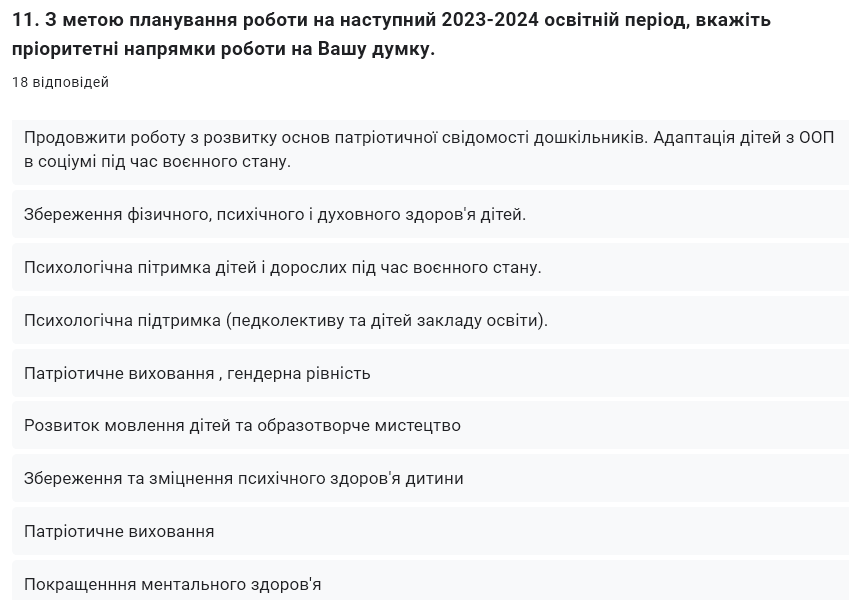 11. З метою планування роботи на наступний 2023-2024 освітній період, вкажіть
пріоритетні напрямки роботи на Вашу думку.
18 відповідей
Продовжити роботу з розвитку основ патріотичної свідомості дошкільників. Адаптація дітей з ООП
в соціумі під час воєнного стану.
Збереження фізичного, психічного і духовного здоров'я дітей.
Психологічна пітримка дітей і дорослих під час воєнного стану.
Психологічна підтримка (педколективу та дітей закладу освіти).
Патріотичне виховання , гендерна рівність
Розвиток мовлення дітей та образотворче мистецтво
Збереження та зміцнення психічного здоров'я дитини
Патріотичне виховання
Покращенння ментального здоров'я